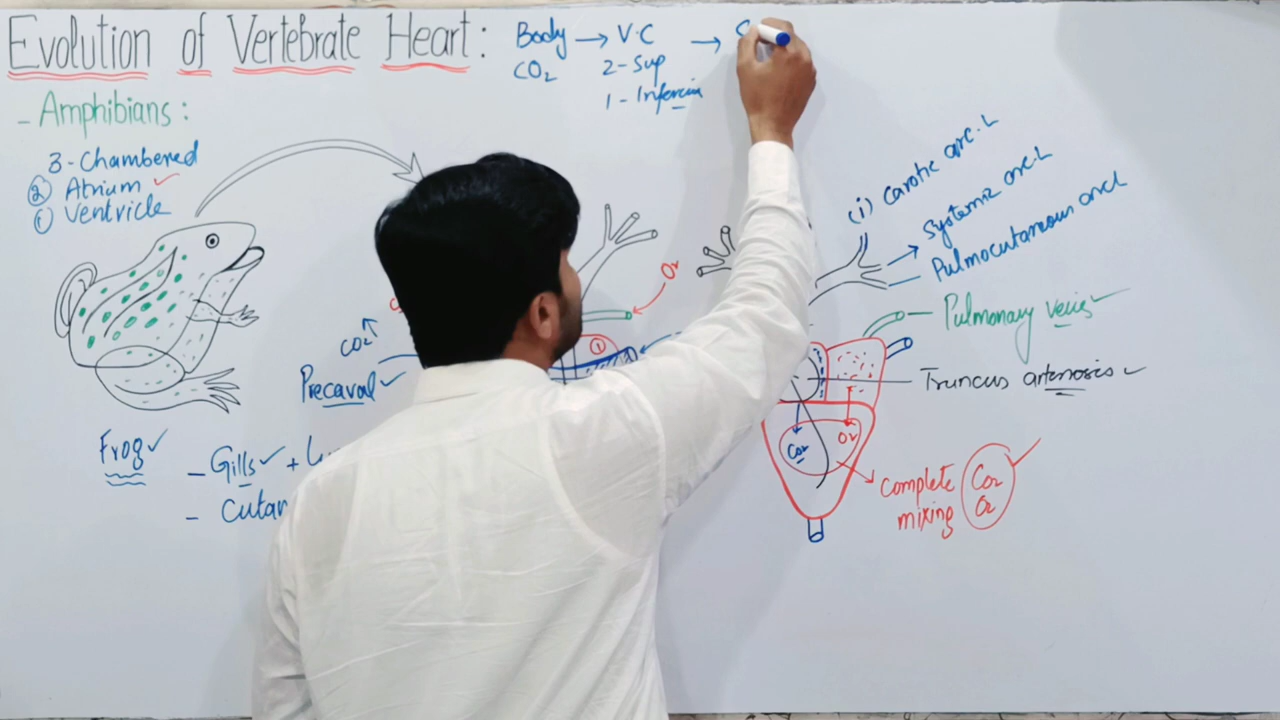 Evolution of Vertebrate Heart:
Body → V.C →
CO2 2-Sup
1-Inferior
- Amphibians:
3-Chambered
② Atrium ✓
① Ventricle
(i) carotic arc.L
Systemic arc.L
Pulmocutaneous arcl
O2
①
CO2↑
Precaval ✓
Pulmonary veins ✓
Truncus artenosis ✓
Frog ✓
- Gills ✓ +
- Cutan
CO2
O2
complete CO2
mixing O2